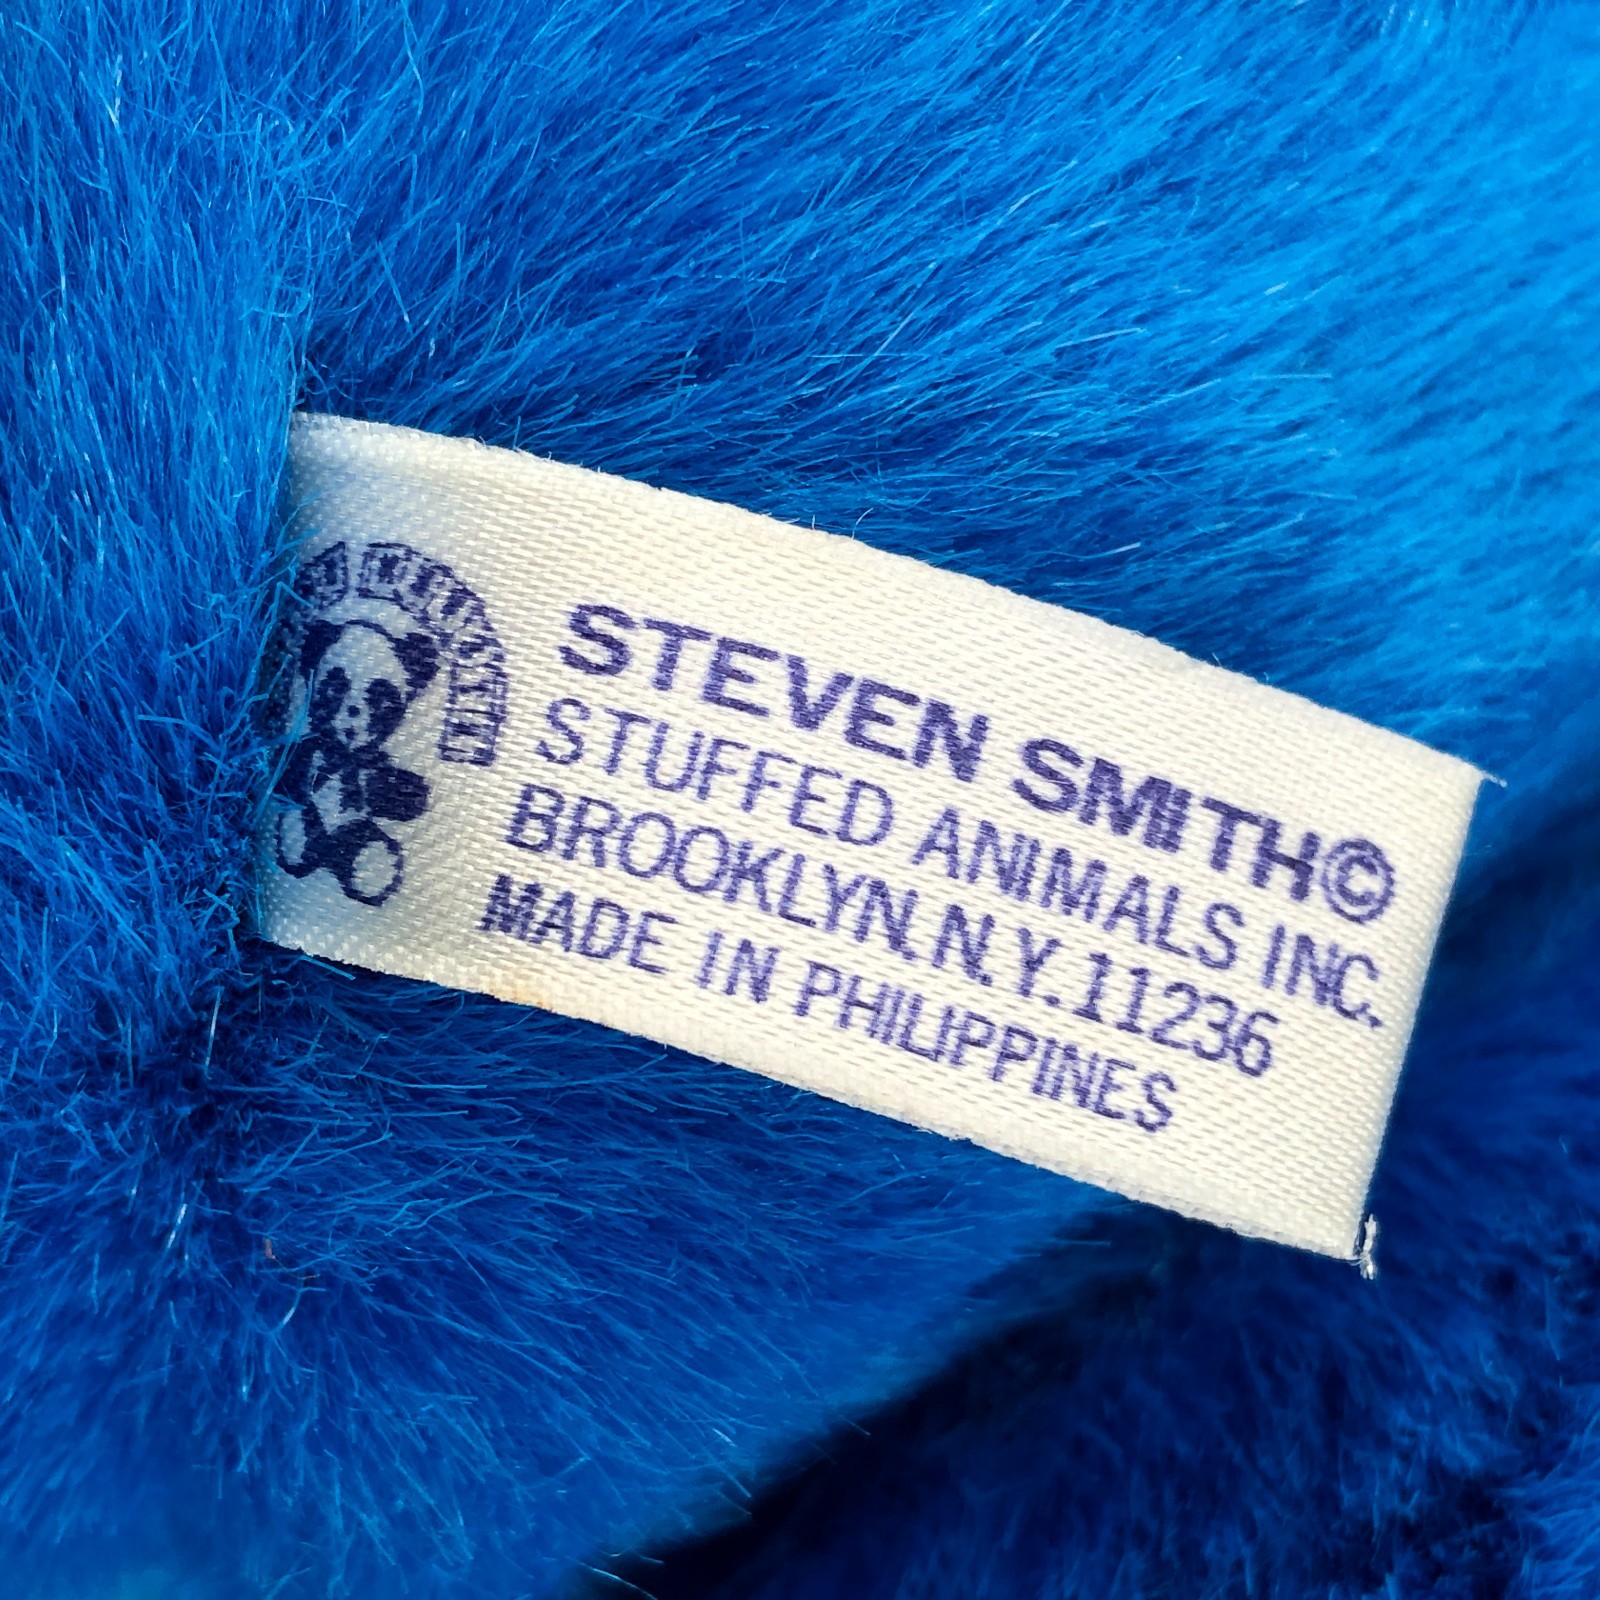 STEVEN SMITH©
STUFFED ANIMALS INC.
BROOKLYN.N.Y.11236
MADE IN PHILIPPINES